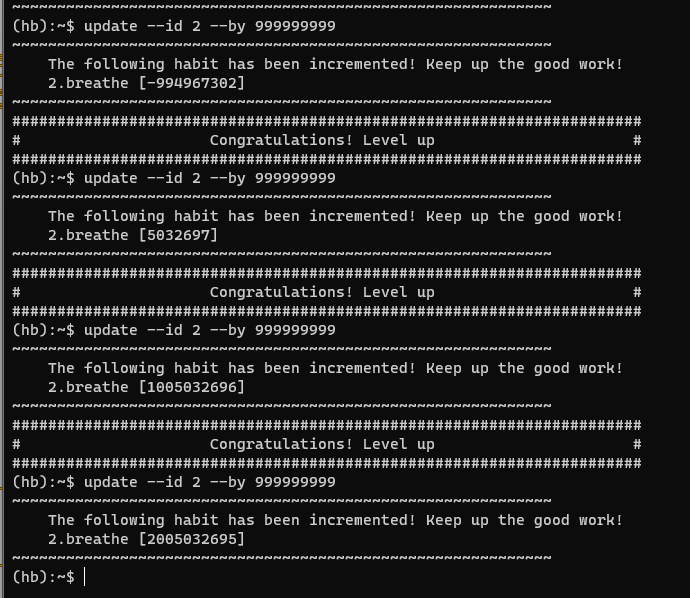 ~~~~~~~~~~~~~~~~~~~~~~~~~~~~~~~~~~~~~~~~~~~~~~~~~~~~~~~~~~~~
(hb):~$ update --id 2 --by 999999999
~~~~~~~~~~~~~~~~~~~~~~~~~~~~~~~~~~~~~~~~~~~~~~~~~~~~~~~~~~~~
    The following habit has been incremented! Keep up the good work!
    2.breathe [-994967302]
~~~~~~~~~~~~~~~~~~~~~~~~~~~~~~~~~~~~~~~~~~~~~~~~~~~~~~~~~~~~
######################################################################
#                     Congratulations! Level up                      #
######################################################################
(hb):~$ update --id 2 --by 999999999
~~~~~~~~~~~~~~~~~~~~~~~~~~~~~~~~~~~~~~~~~~~~~~~~~~~~~~~~~~~~
    The following habit has been incremented! Keep up the good work!
    2.breathe [5032697]
~~~~~~~~~~~~~~~~~~~~~~~~~~~~~~~~~~~~~~~~~~~~~~~~~~~~~~~~~~~~
######################################################################
#                     Congratulations! Level up                      #
######################################################################
(hb):~$ update --id 2 --by 999999999
~~~~~~~~~~~~~~~~~~~~~~~~~~~~~~~~~~~~~~~~~~~~~~~~~~~~~~~~~~~~
    The following habit has been incremented! Keep up the good work!
    2.breathe [1005032696]
~~~~~~~~~~~~~~~~~~~~~~~~~~~~~~~~~~~~~~~~~~~~~~~~~~~~~~~~~~~~
######################################################################
#                     Congratulations! Level up                      #
######################################################################
(hb):~$ update --id 2 --by 999999999
~~~~~~~~~~~~~~~~~~~~~~~~~~~~~~~~~~~~~~~~~~~~~~~~~~~~~~~~~~~~
    The following habit has been incremented! Keep up the good work!
    2.breathe [2005032695]
~~~~~~~~~~~~~~~~~~~~~~~~~~~~~~~~~~~~~~~~~~~~~~~~~~~~~~~~~~~~
(hb):~$